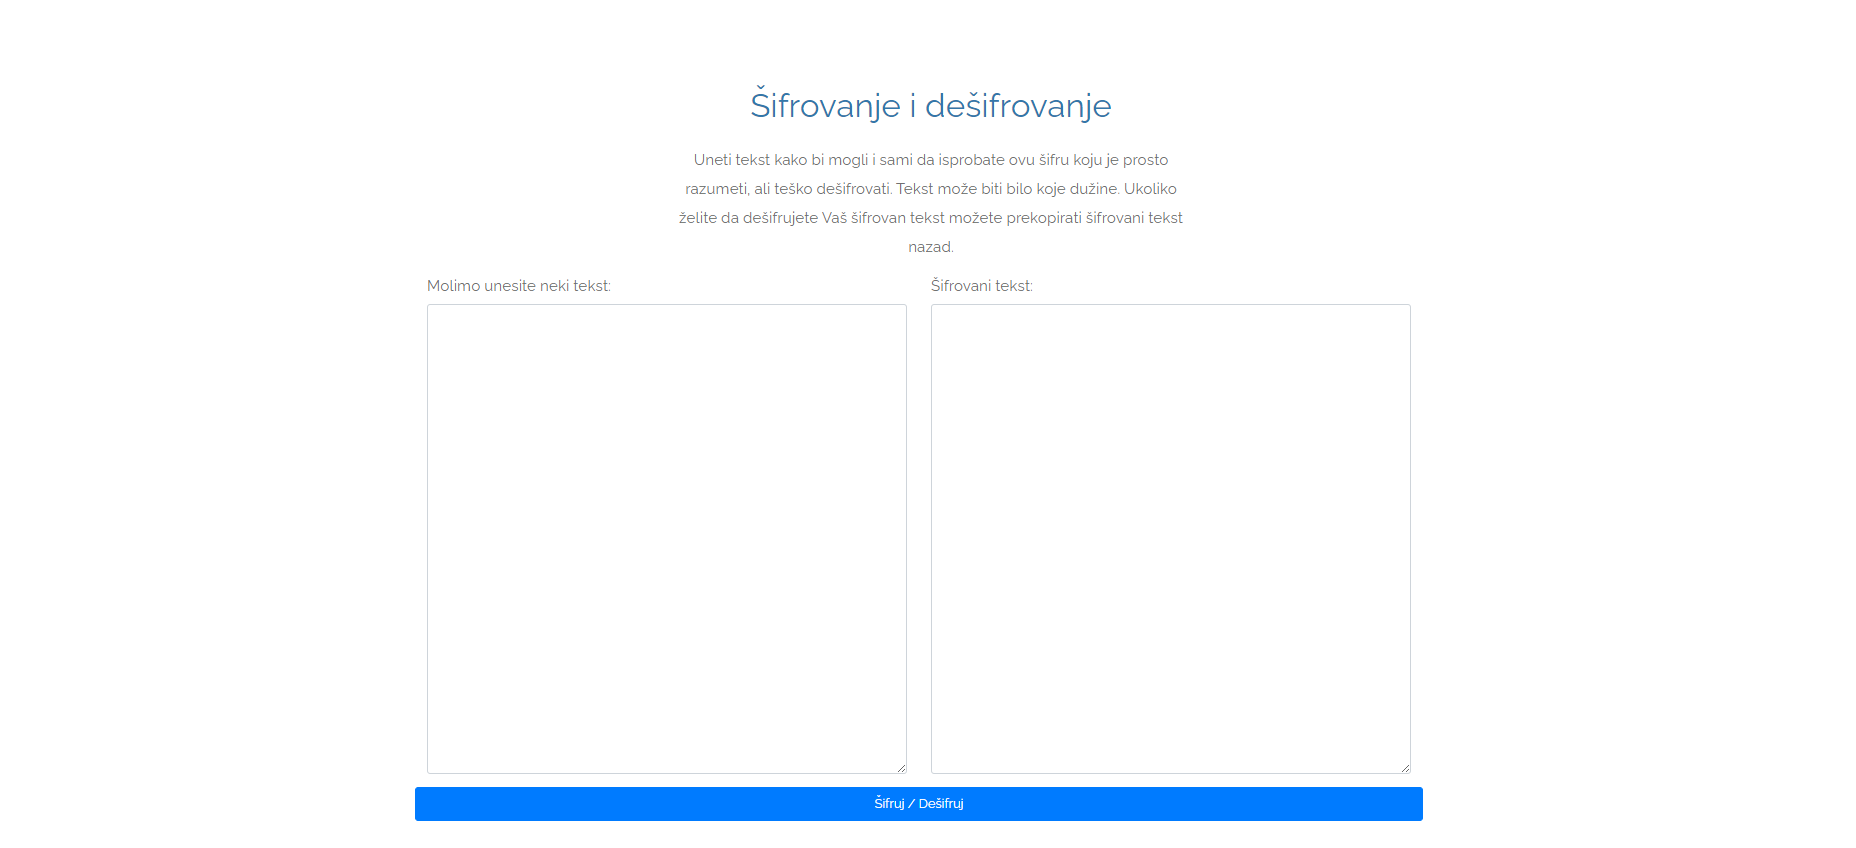 Šifrovanje i dešifrovanje
Uneti tekst kako bi mogli i sami da isprobate ovu šifru koju je prosto
razumeti, ali teško dešifrovati. Tekst može biti bilo koje dužine. Ukoliko
želite da dešifrujete Vaš šifrovan tekst možete prekopirati šifrovani tekst
nazad.
Molimo unesite neki tekst:
Šifrovani tekst:
Šifruj / Dešifruj